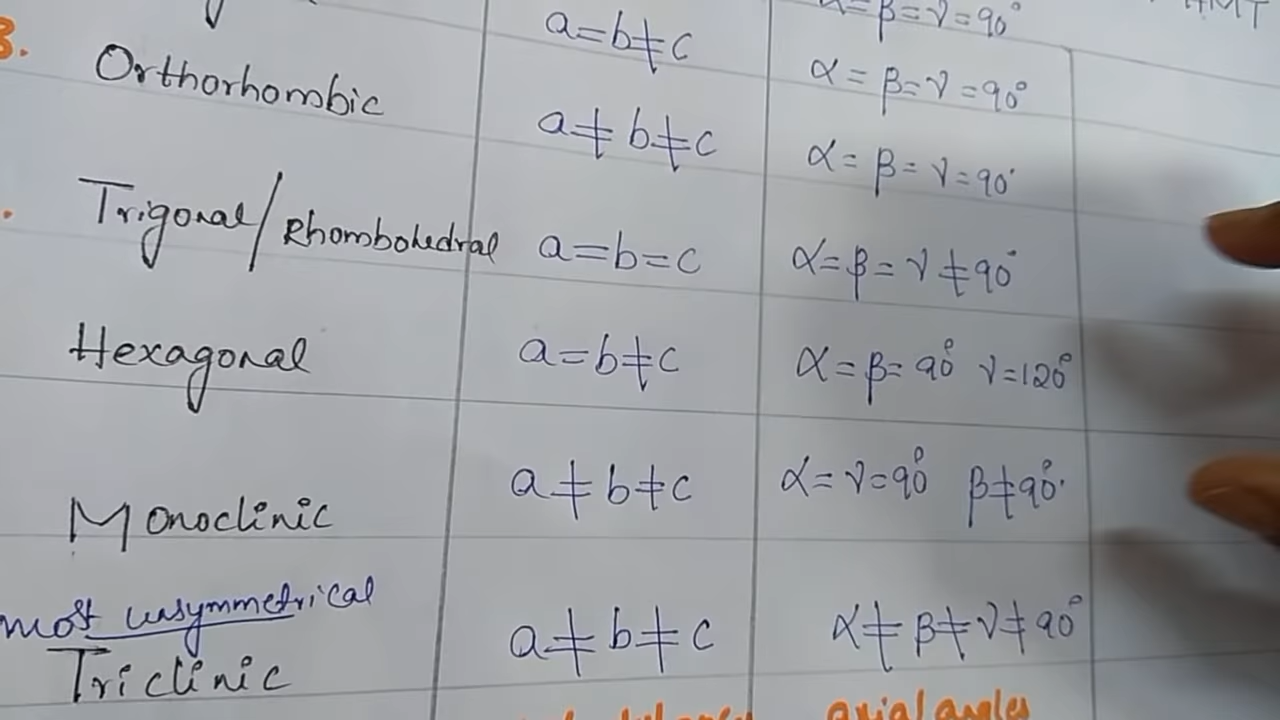 α=β=γ=90°
a=b≠c α=β=γ=90°
3. Orthorhombic a≠b≠c α=β=γ=90°
Trigonal/Rhombohedral a=b=c α=β=γ≠90°
Hexagonal a=b≠c α=β=90° γ=120°
Monoclinic a≠b≠c α=γ=90° β≠90°
most unsymmetrical
Triclinic a≠b≠c α≠β≠γ≠90°
axial angles